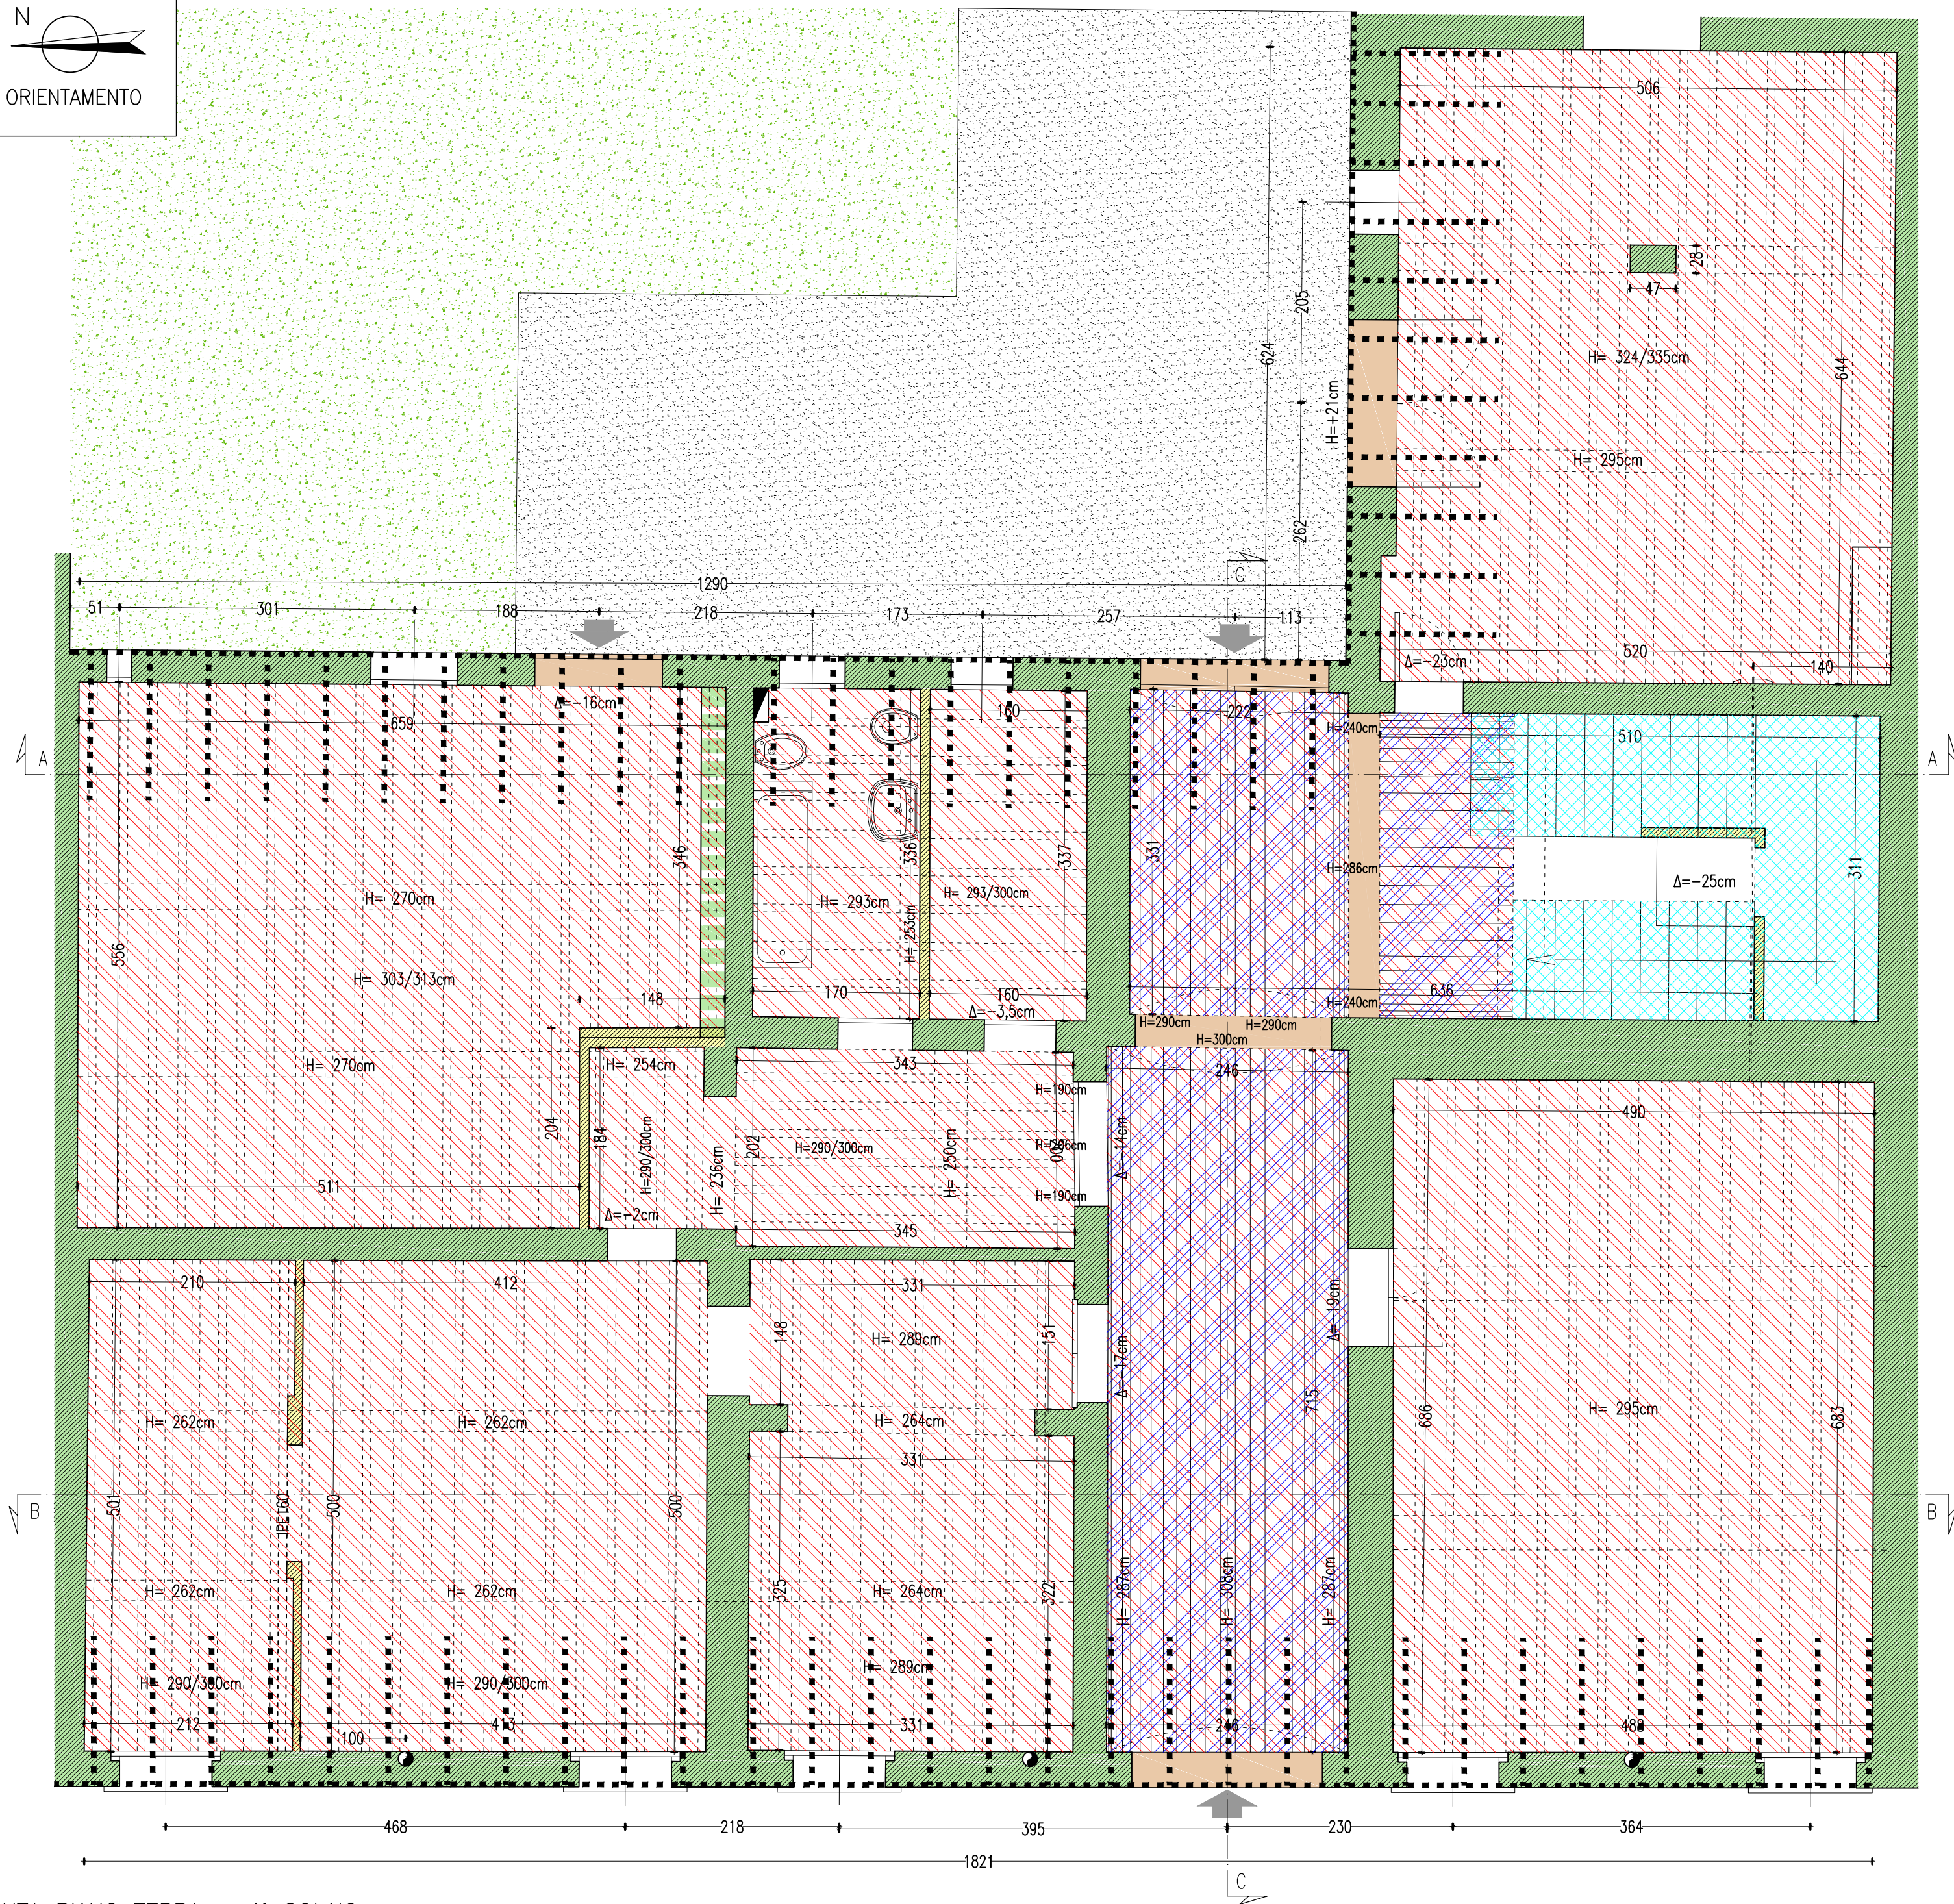 N
ORIENTAMENTO
506
28
47
H= 324/335cm
644
205
624
H=+21cm
H= 295cm
262
C
1290
51
301
188
218
173
257
113
Δ=-23cm
520
140
Δ=-16cm
659
160
222
H=240cm
510
A
A
346
336
337
331
H=286cm
Δ=-25cm
311
H= 270cm
H= 293cm
H= 293/300cm
H= 253cm
556
H= 303/313cm
148
170
160
Δ=-3,5cm
H=240cm
636
H=290cm
H=290cm
H=300cm
H= 270cm
H= 254cm
343
246
H=190cm
490
204
184
H=290/300cm
H= 236cm
202
H=290/300cm
H= 250cm
H=206cm
Δ=-14cm
H=190cm
511
Δ=-2cm
345
210
412
331
148
H= 289cm
151
Δ=-17cm
Δ=-19cm
H= 262cm
H= 262cm
H= 264cm
715
686
H= 295cm
683
331
B
501
IPE160
500
500
B
H= 262cm
H= 262cm
325
H= 264cm
322
H= 287cm
H= 308cm
H= 287cm
H= 290/300cm
H= 290/300cm
H= 289cm
212
100
413
331
246
488
468
218
395
230
364
1821
C